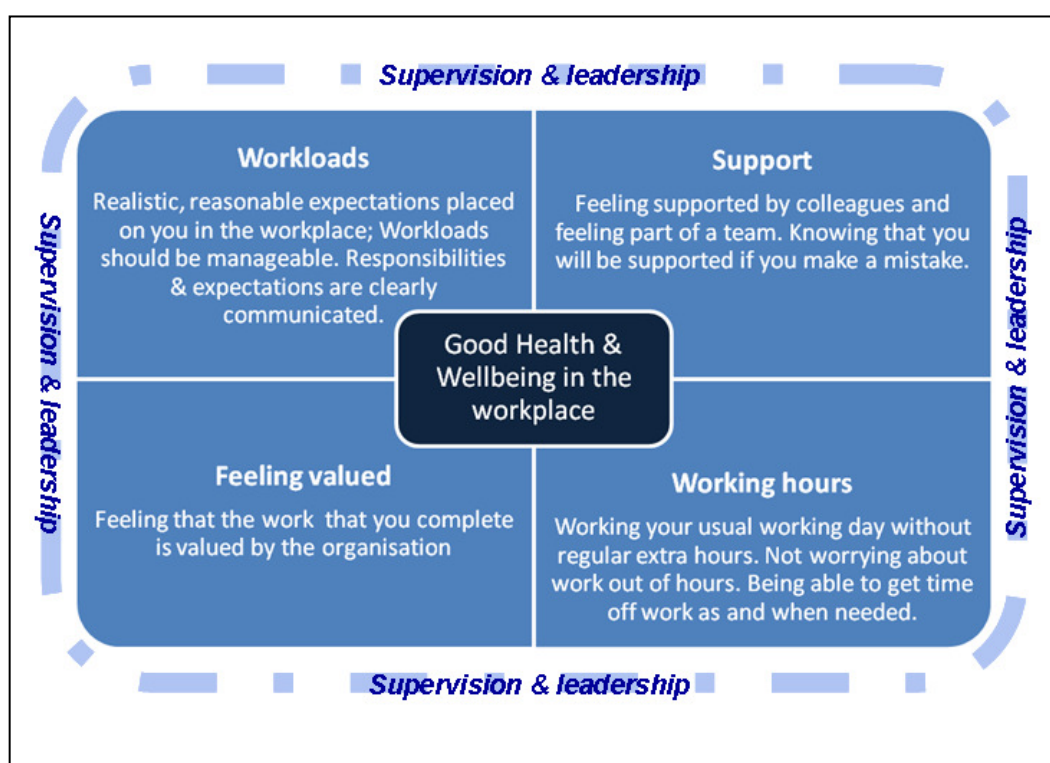 Supervision & leadership
Workloads
Realistic, reasonable expectations placed
on you in the workplace; Workloads
should be manageable. Responsibilities
& expectations are clearly
communicated.
Support
Feeling supported by colleagues and
feeling part of a team. Knowing that you
will be supported if you make a mistake.
Supervision & leadership
Supervision & leadership
Good Health &
Wellbeing in the
workplace
Feeling valued
Feeling that the work that you complete
is valued by the organisation
Working hours
Working your usual working day without
regular extra hours. Not worrying about
work out of hours. Being able to get time
off work as and when needed.
Supervision & leadership